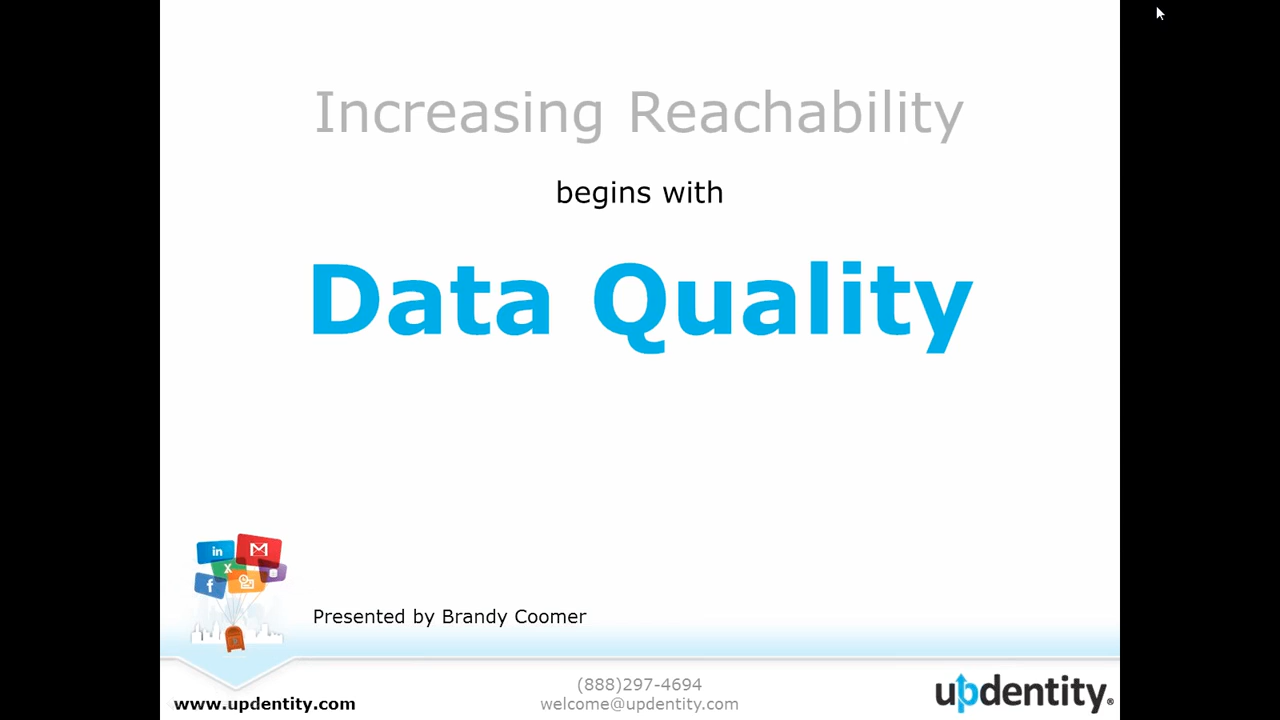 Increasing Reachability
begins with
Data Quality
in
X
f
Presented by Brandy Coomer
(888)297-4694
www.updentity.com
welcome@updentity.com
updentity®